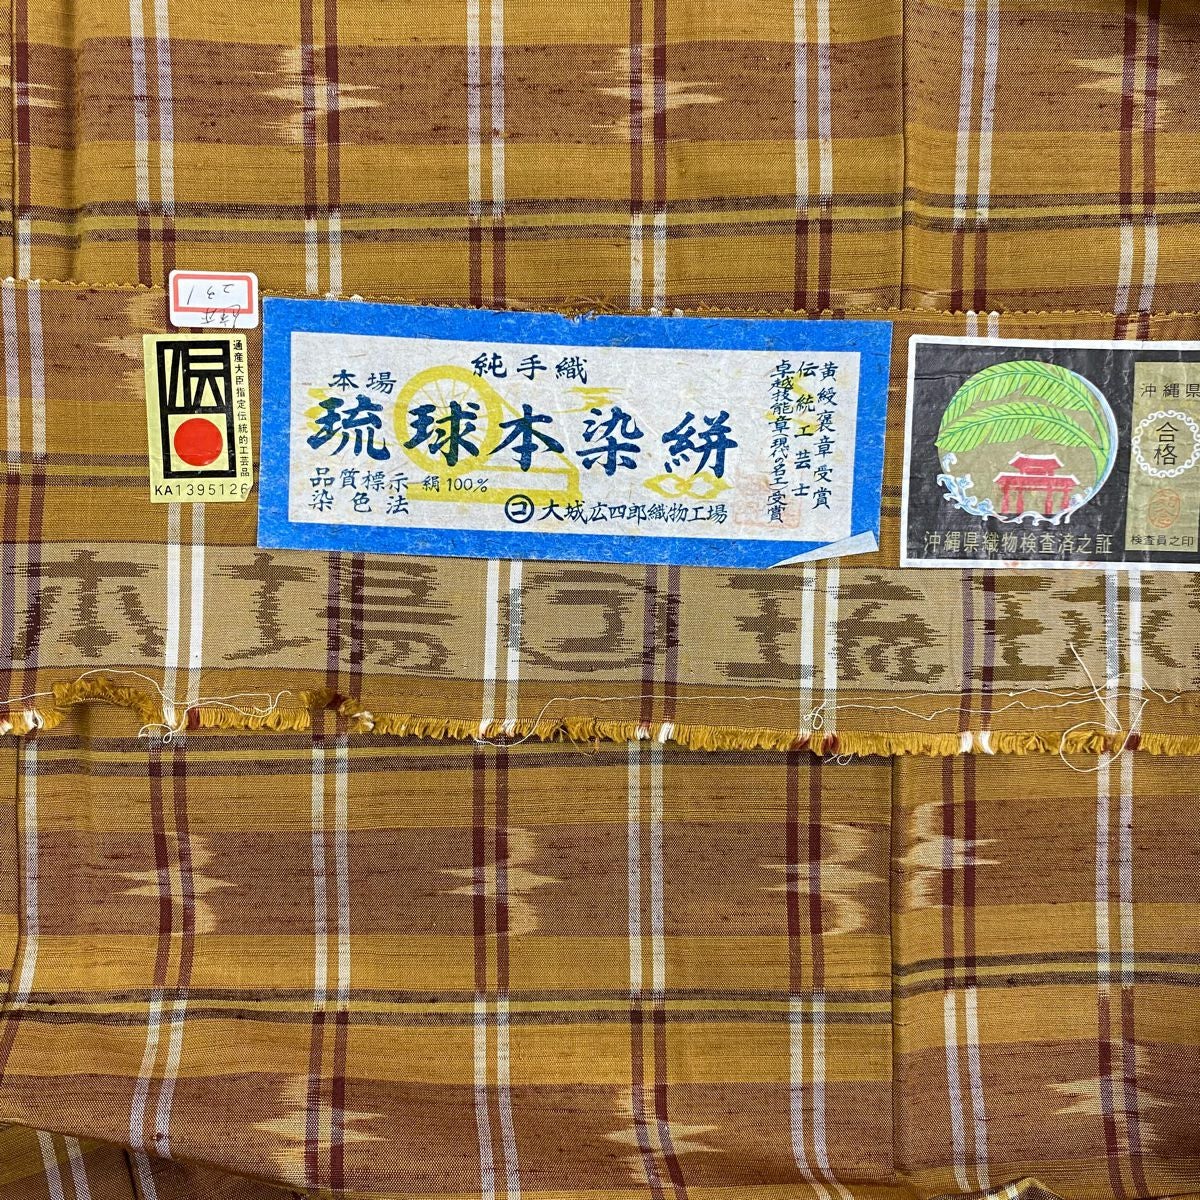 231
伝
通産大臣指定伝統的工芸品
KA1395126
純手織
本場
琉球本染絣
品質標示 絹100%
染色法
コ 大城広四郎織物工場
黄綬褒章受賞
伝統工芸士
卓越技能章現代の名工受賞
沖縄県
合格
検査員之印
沖縄県織物検査済之証
本場コ琉球